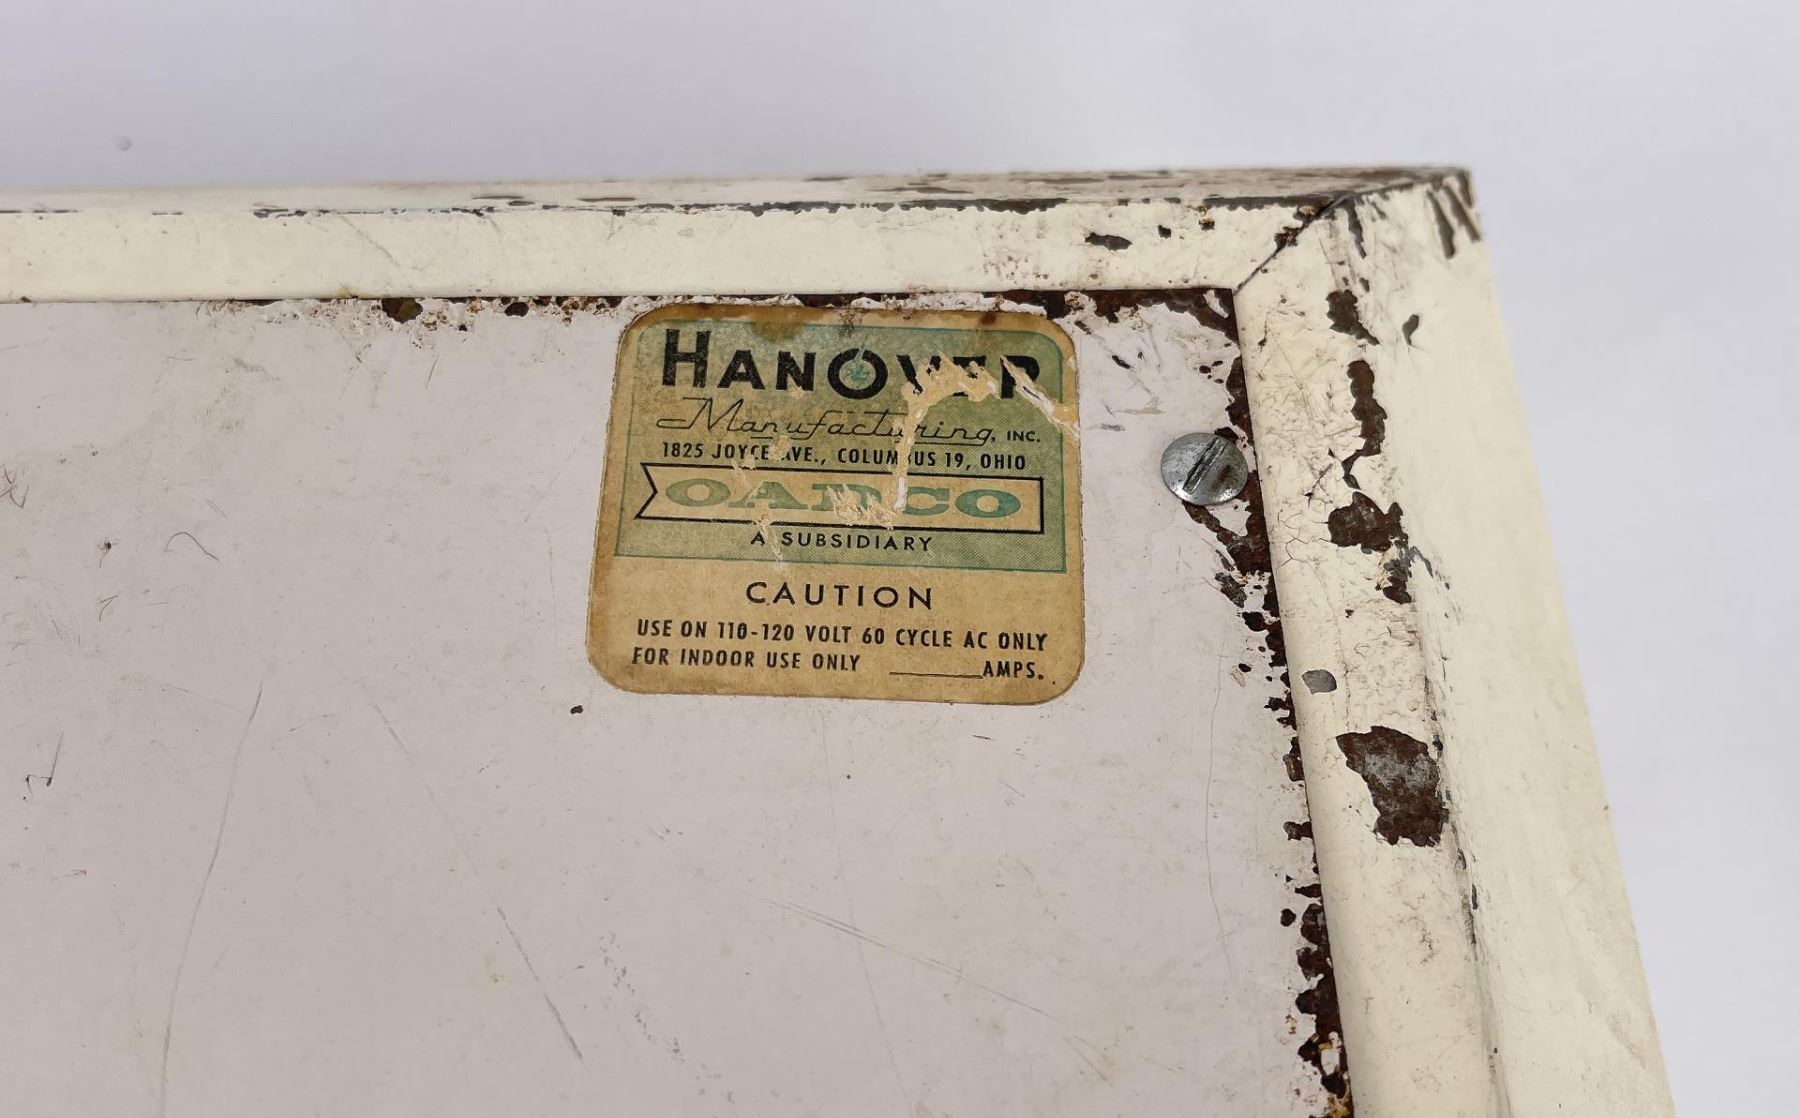 HANOVER
Manufacturing, INC.
1825 JOYCE AVE., COLUMBUS 19, OHIO
A SUBSIDIARY
CAUTION
USE ON 110-120 VOLT 60 CYCLE AC ONLY
FOR INDOOR USE ONLY ________AMPS.